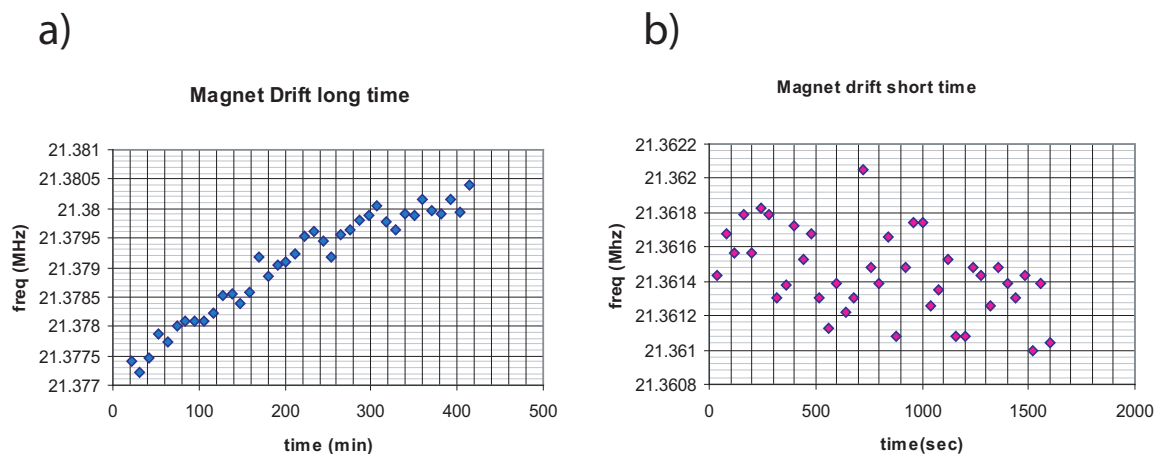 a)
Magnet Drift long time
freq (MHz)
21.381
21.3805
21.38
21.3795
21.379
21.3785
21.378
21.3775
21.377
0 100 200 300 400 500
time (min)
b)
Magnet drift short time
freq (Mhz)
21.3622
21.362
21.3618
21.3616
21.3614
21.3612
21.361
21.3608
0 500 1000 1500 2000
time(sec)